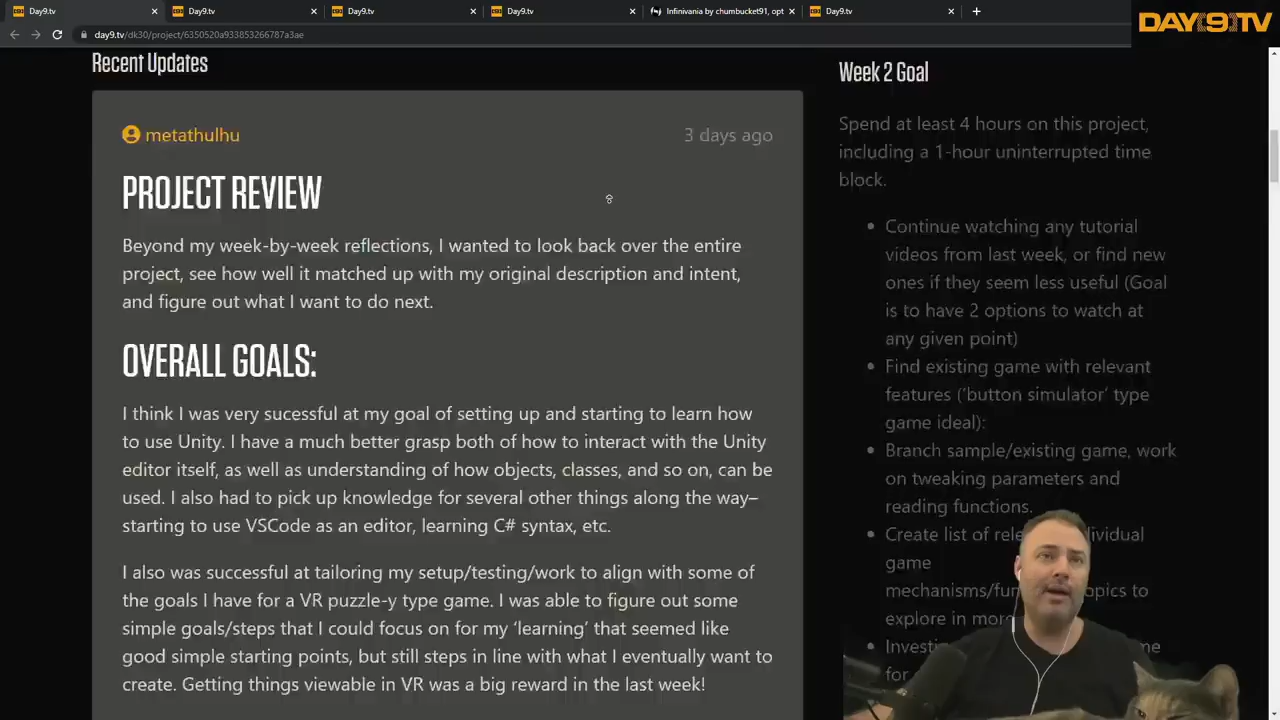 Day9.tv
Day9.tv
Day9.tv
Day9.tv
Infinivania by chumbucket91, opt
Day9.tv
DAY9.TV
day9.tv/dk30/project/6350520a933853266787a3ae
Recent Updates
metathulhu
3 days ago
PROJECT REVIEW
Beyond my week-by-week reflections, I wanted to look back over the entire
project, see how well it matched up with my original description and intent,
and figure out what I want to do next.
OVERALL GOALS:
I think I was very sucessful at my goal of setting up and starting to learn how
to use Unity. I have a much better grasp both of how to interact with the Unity
editor itself, as well as understanding of how objects, classes, and so on, can be
used. I also had to pick up knowledge for several other things along the way–
starting to use VSCode as an editor, learning C# syntax, etc.
I also was successful at tailoring my setup/testing/work to align with some of
the goals I have for a VR puzzle-y type game. I was able to figure out some
simple goals/steps that I could focus on for my ‘learning’ that seemed like
good simple starting points, but still steps in line with what I eventually want to
create. Getting things viewable in VR was a big reward in the last week!
Week 2 Goal
Spend at least 4 hours on this project,
including a 1-hour uninterrupted time
block.
Continue watching any tutorial
videos from last week, or find new
ones if they seem less useful (Goal
is to have 2 options to watch at
any given point)
Find existing game with relevant
features (‘button simulator’ type
game ideal):
Branch sample/existing game, work
on tweaking parameters and
reading functions.
Create list of
game
explore in
for